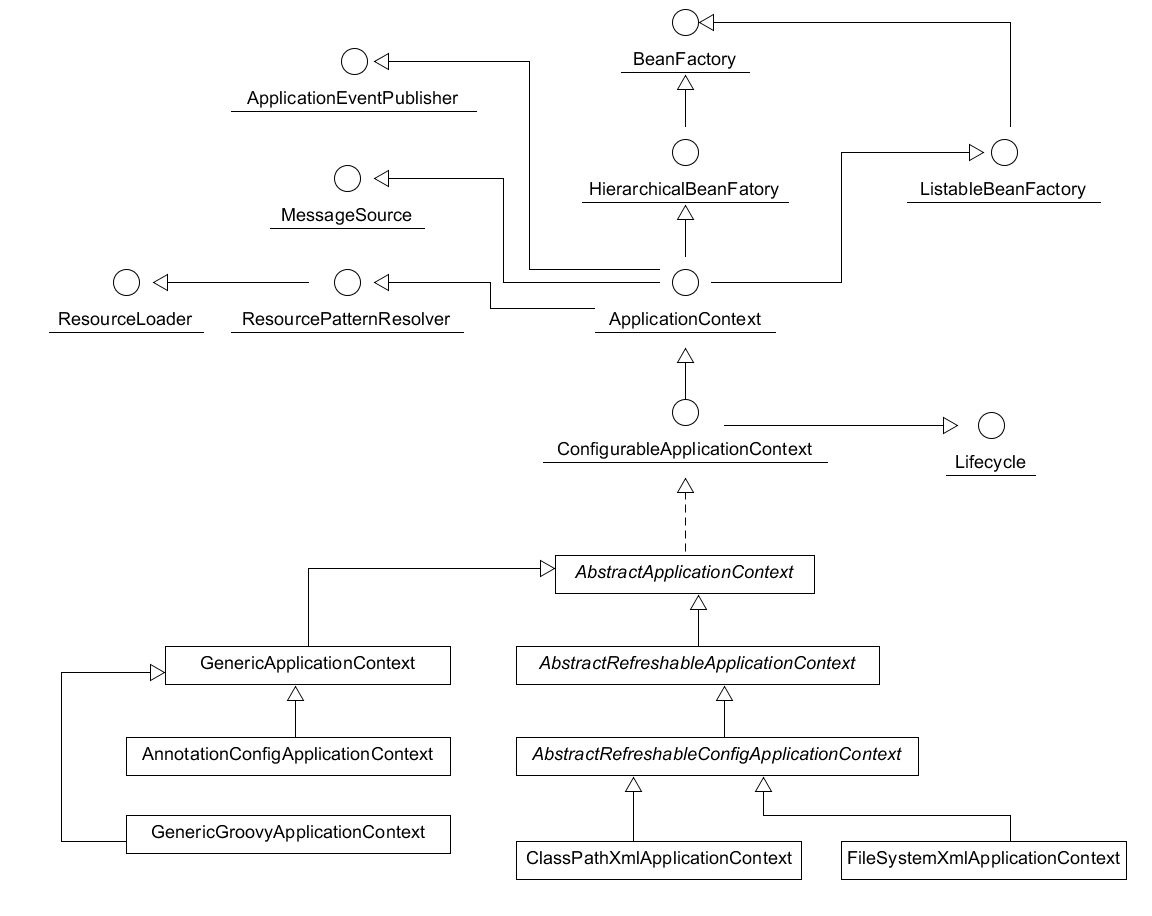 BeanFactory
ApplicationEventPublisher
HierarchicalBeanFatory
ListableBeanFactory
MessageSource
ResourceLoader
ResourcePatternResolver
ApplicationContext
ConfigurableApplicationContext
Lifecycle
AbstractApplicationContext
GenericApplicationContext
AbstractRefreshableApplicationContext
AnnotationConfigApplicationContext
AbstractRefreshableConfigApplicationContext
GenericGroovyApplicationContext
ClassPathXmlApplicationContext
FileSystemXmlApplicationContext